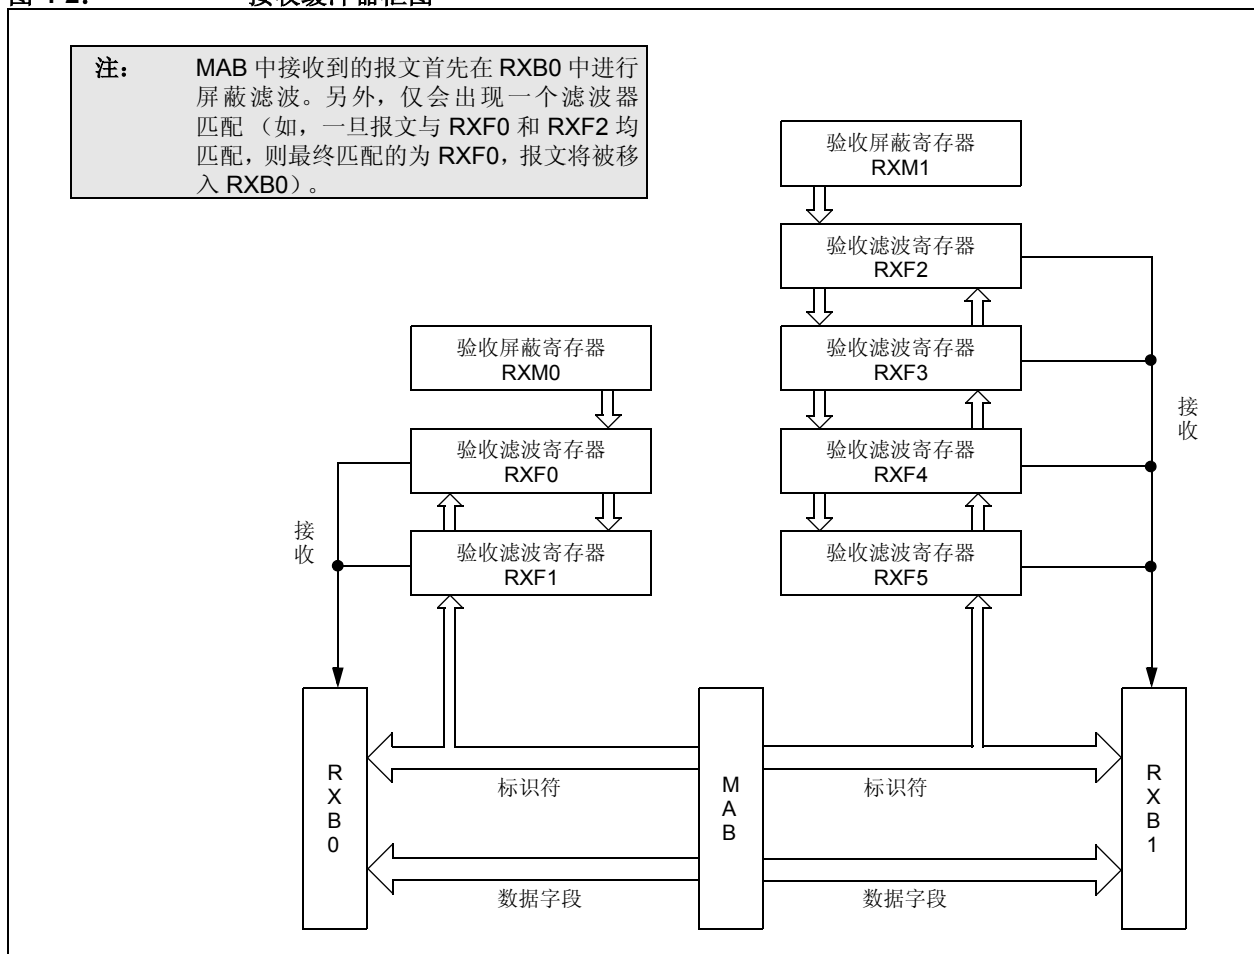 注： MAB 中接收到的报文首先在 RXB0 中进行
屏蔽滤波。另外，仅会出现一个滤波器
匹配（如，一旦报文与 RXF0 和 RXF2 均
匹配，则最终匹配的为 RXF0，报文将被移
入 RXB0）。
验收屏蔽寄存器
RXM1
验收滤波寄存器
RXF2
验收屏蔽寄存器
RXM0
验收滤波寄存器
RXF3
接收
验收滤波寄存器
RXF0
验收滤波寄存器
RXF4
接收
验收滤波寄存器
RXF1
验收滤波寄存器
RXF5
RXB0
标识符
MAB
标识符
RXB1
数据字段
数据字段